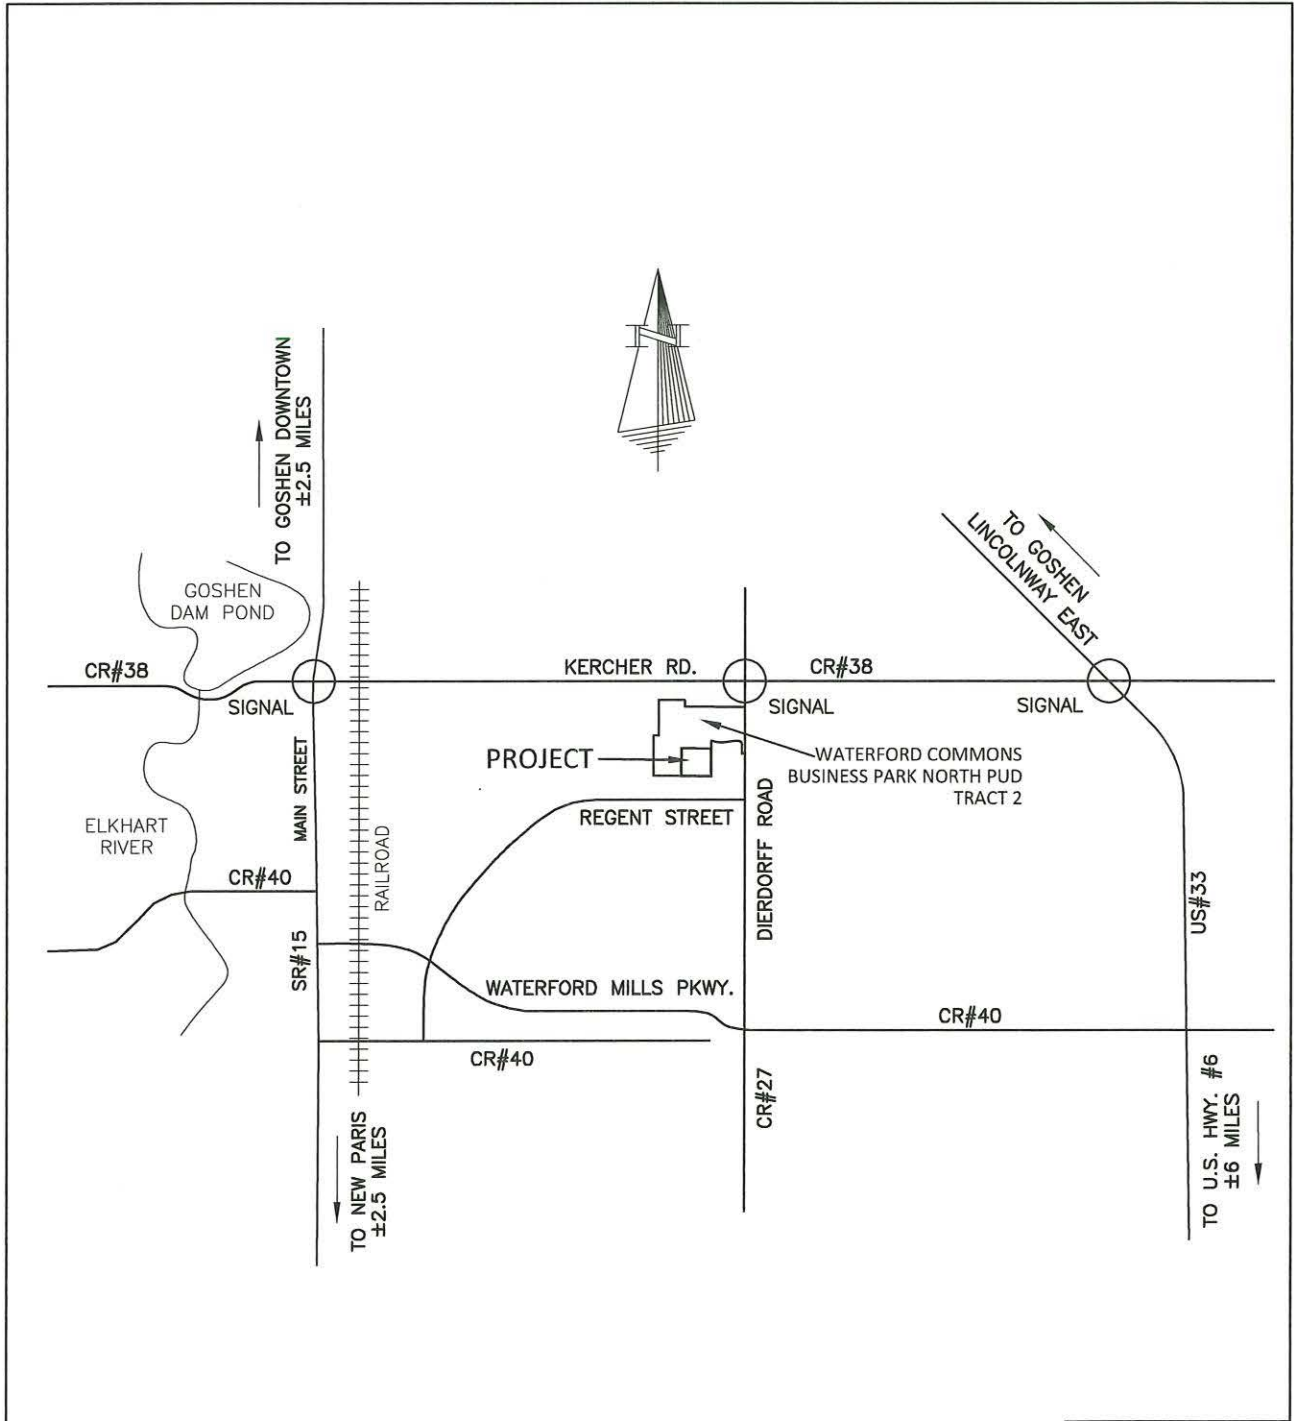 N
TO GOSHEN DOWNTOWN
±2.5 MILES
TO GOSHEN
LINCOLNWAY EAST
GOSHEN
DAM POND
CR#38
KERCHER RD.
CR#38
SIGNAL
SIGNAL
SIGNAL
MAIN STREET
PROJECT
WATERFORD COMMONS
BUSINESS PARK NORTH PUD
TRACT 2
REGENT STREET
DIERDORFF ROAD
ELKHART
RIVER
RAILROAD
CR#40
US#33
SR#15
WATERFORD MILLS PKWY.
CR#40
CR#40
CR#27
TO NEW PARIS
±2.5 MILES
TO U.S. HWY. #6
±6 MILES